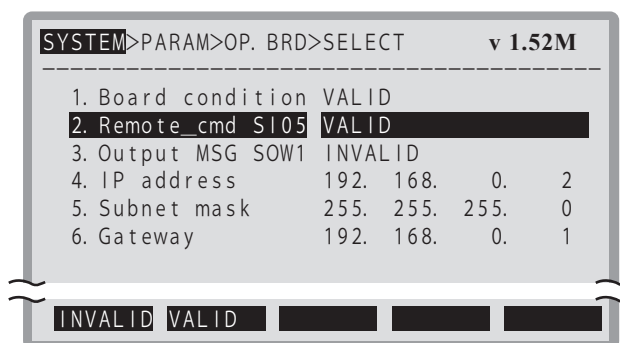 SYSTEM>PARAM>OP. BRD>SELECT v 1.52M
1. Board condition VALID
2. Remote_cmd SI05 VALID
3. Output MSG SOW1 INVALID
4. IP address 192. 168. 0. 2
5. Subnet mask 255. 255. 255. 0
6. Gateway 192. 168. 0. 1
INVALID VALID